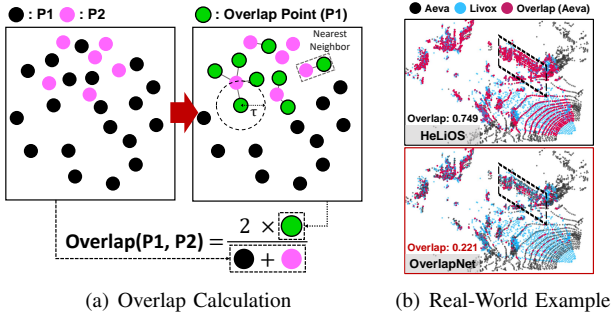 : P1 : P2
: Overlap Point (P1)
Nearest
Neighbor
τ
Overlap(P1, P2) =
2 ×
+
(a) Overlap Calculation
Aeva Livox Overlap (Aeva)
Overlap: 0.749
HeLiOS
Overlap: 0.221
OverlapNet
(b) Real-World Example